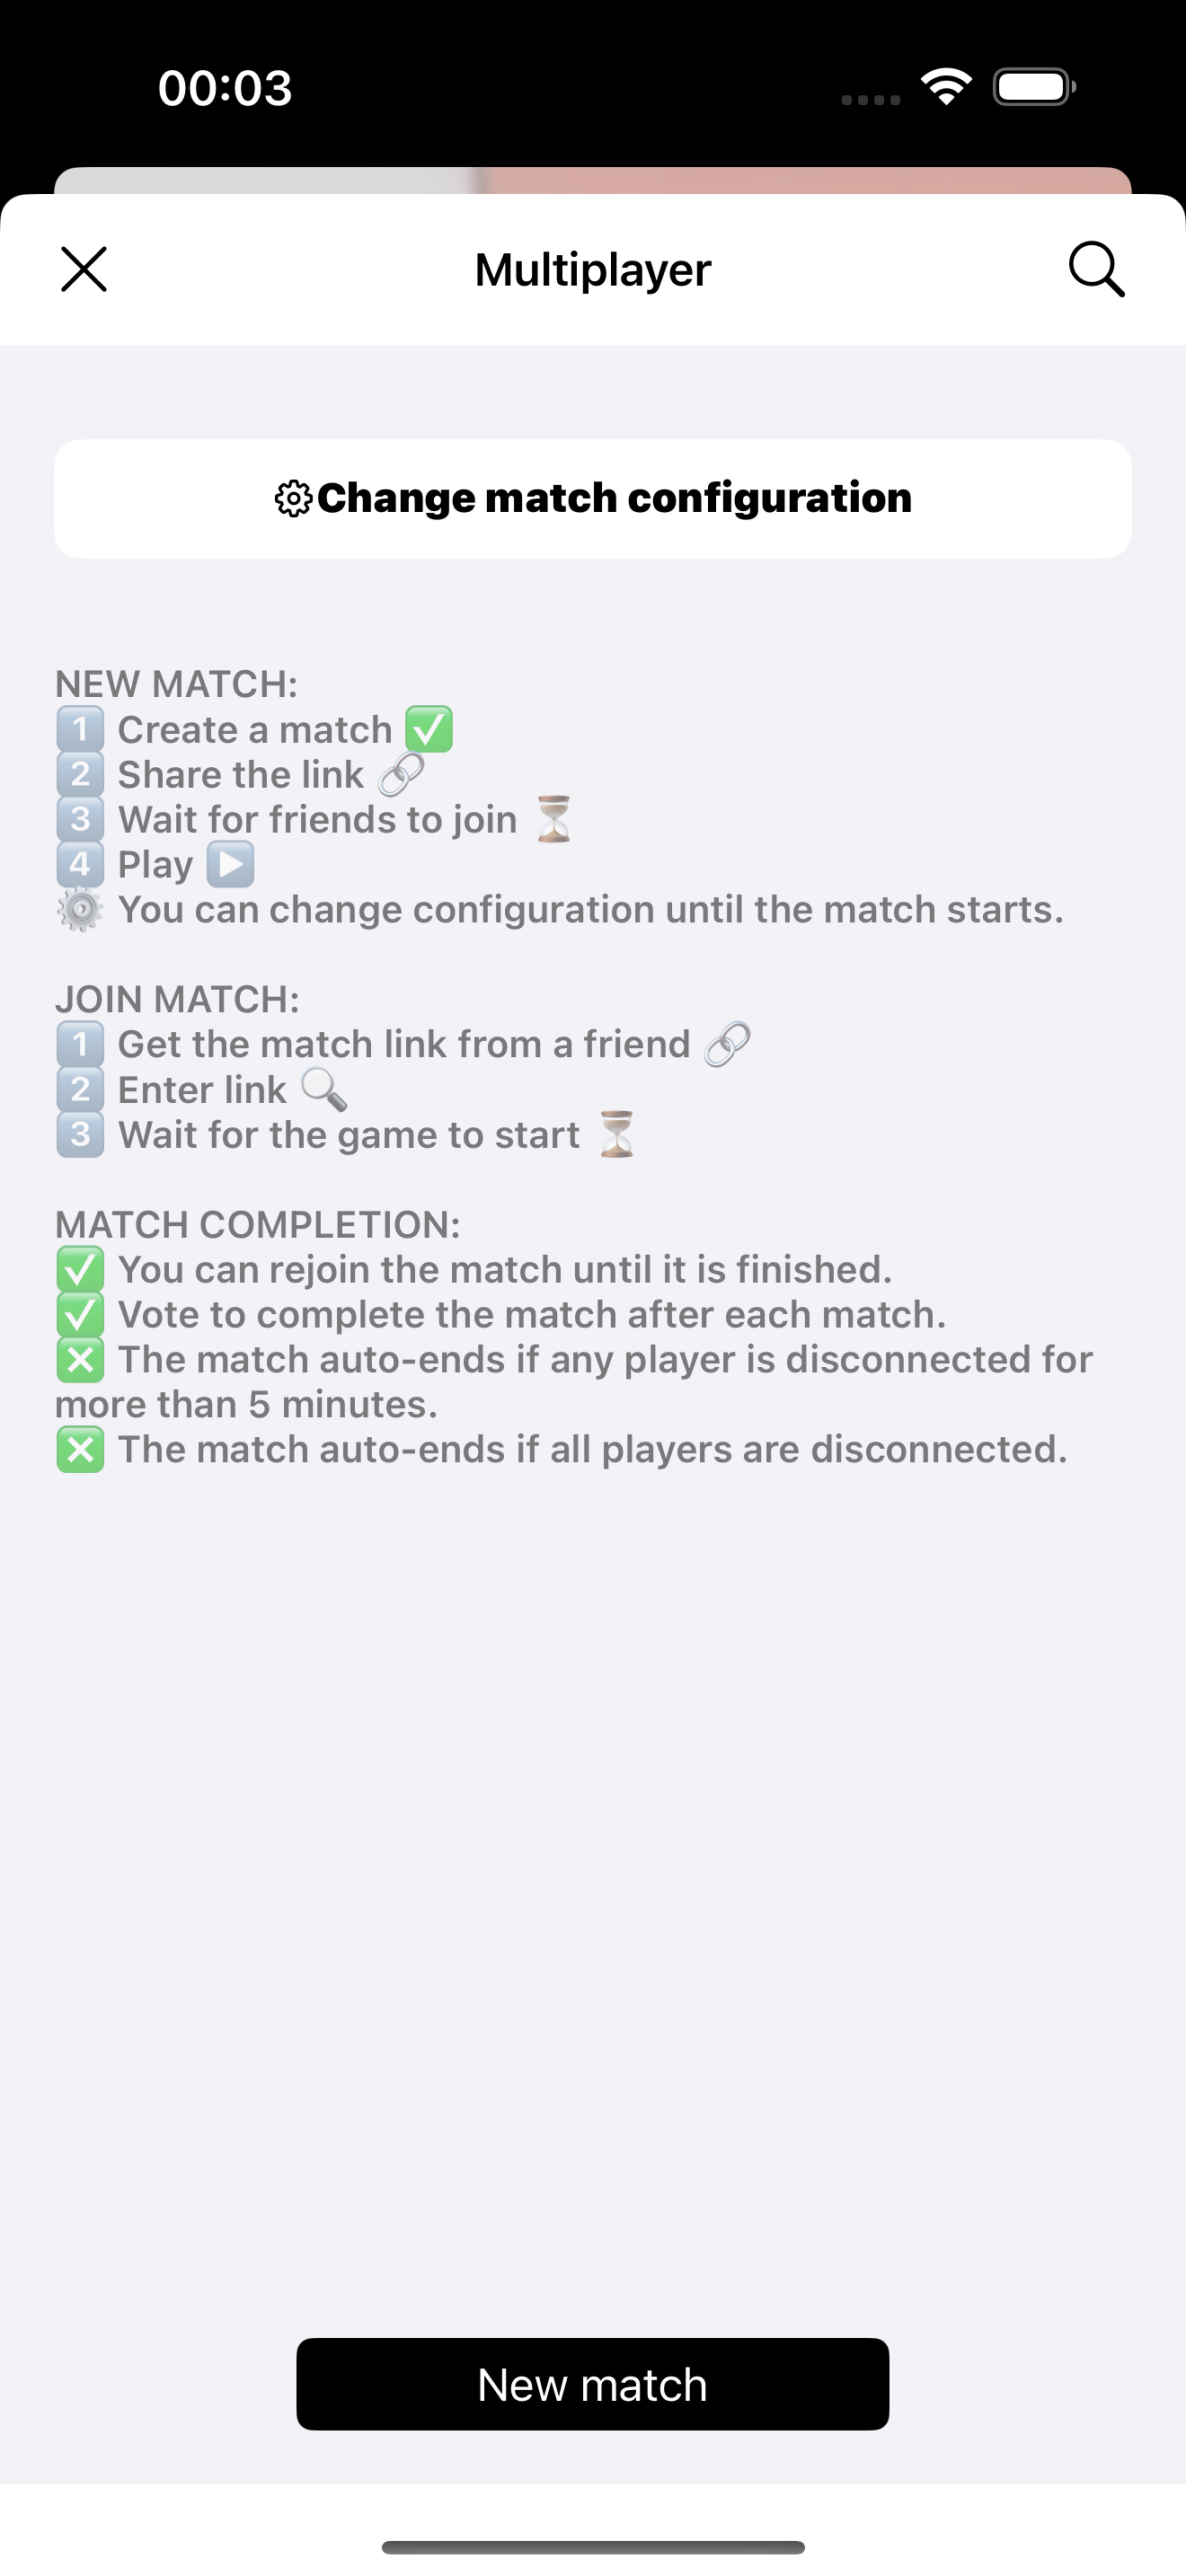 00:03
Multiplayer
Change match configuration
NEW MATCH:
1️⃣ Create a match ✅
2️⃣ Share the link 🔗
3️⃣ Wait for friends to join ⏳
4️⃣ Play ▶️
⚙️ You can change configuration until the match starts.
JOIN MATCH:
1️⃣ Get the match link from a friend 🔗
2️⃣ Enter link 🔍
3️⃣ Wait for the game to start ⏳
MATCH COMPLETION:
✅ You can rejoin the match until it is finished.
✅ Vote to complete the match after each match.
❎ The match auto-ends if any player is disconnected for
more than 5 minutes.
❎ The match auto-ends if all players are disconnected.
New match